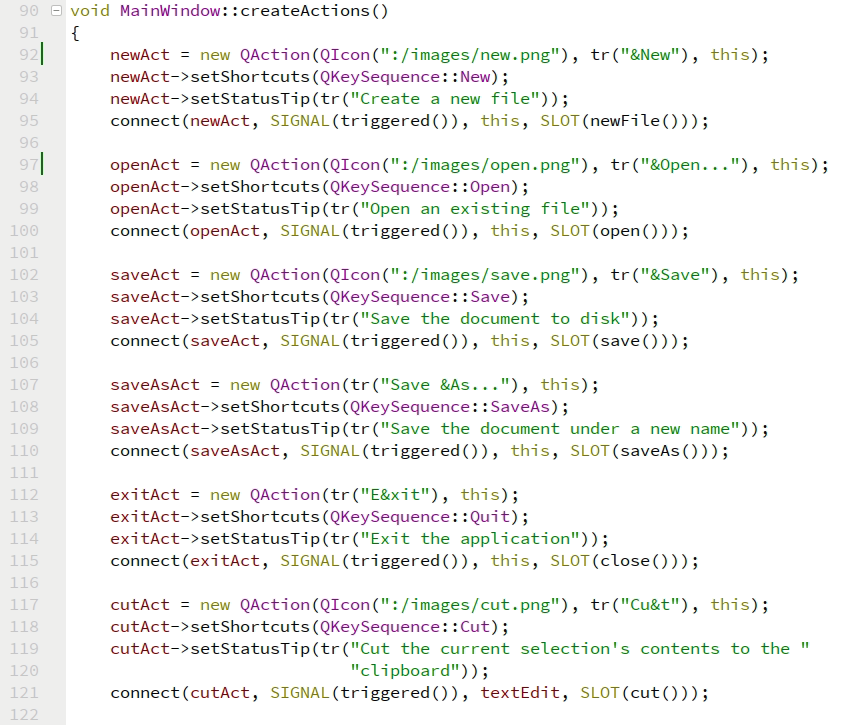 90 void MainWindow::createActions()
91 {
92     newAct = new QAction(QIcon(":/images/new.png"), tr("&New"), this);
93     newAct->setShortcuts(QKeySequence::New);
94     newAct->setStatusTip(tr("Create a new file"));
95     connect(newAct, SIGNAL(triggered()), this, SLOT(newFile()));
96
97     openAct = new QAction(QIcon(":/images/open.png"), tr("&Open..."), this);
98     openAct->setShortcuts(QKeySequence::Open);
99     openAct->setStatusTip(tr("Open an existing file"));
100     connect(openAct, SIGNAL(triggered()), this, SLOT(open()));
101
102     saveAct = new QAction(QIcon(":/images/save.png"), tr("&Save"), this);
103     saveAct->setShortcuts(QKeySequence::Save);
104     saveAct->setStatusTip(tr("Save the document to disk"));
105     connect(saveAct, SIGNAL(triggered()), this, SLOT(save()));
106
107     saveAsAct = new QAction(tr("Save &As..."), this);
108     saveAsAct->setShortcuts(QKeySequence::SaveAs);
109     saveAsAct->setStatusTip(tr("Save the document under a new name"));
110     connect(saveAsAct, SIGNAL(triggered()), this, SLOT(saveAs()));
111
112     exitAct = new QAction(tr("E&xit"), this);
113     exitAct->setShortcuts(QKeySequence::Quit);
114     exitAct->setStatusTip(tr("Exit the application"));
115     connect(exitAct, SIGNAL(triggered()), this, SLOT(close()));
116
117     cutAct = new QAction(QIcon(":/images/cut.png"), tr("Cu&t"), this);
118     cutAct->setShortcuts(QKeySequence::Cut);
119     cutAct->setStatusTip(tr("Cut the current selection's contents to the "
120                             "clipboard"));
121     connect(cutAct, SIGNAL(triggered()), textEdit, SLOT(cut()));
122